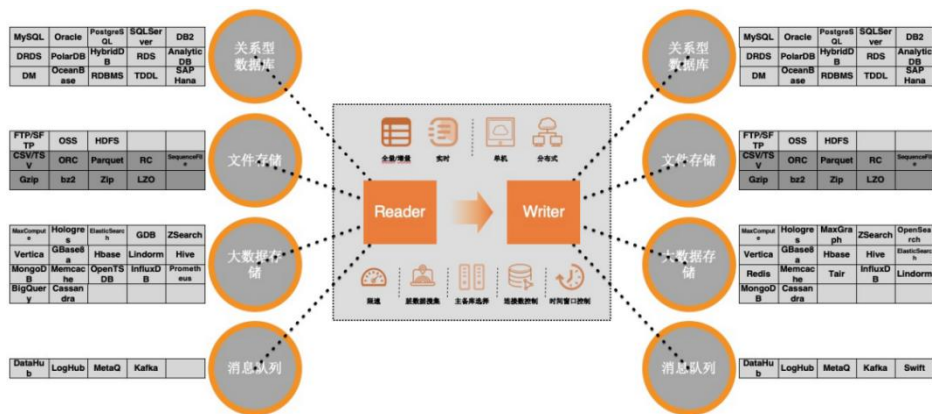 MySQL Oracle PostgreSQL SQLServer DB2
DRDS PolarDB HybridDB RDS AnalyticDB
DM OceanBase RDBMS TDDL SAP Hana
关系型
数据库
FTP/SFTP OSS HDFS
CSV/TSV ORC Parquet RC SequenceFile
Gzip bz2 Zip LZO
文件存储
MaxCompute Hologres ElasticSearch GDB ZSearch
Vertica GBase8a Hbase Lindorm Hive
MongoDB Memcache OpenTSDB InfluxDB Prometheus
BigQuery Cassandra
大数据存
储
DataHub LogHub MetaQ Kafka
消息队列
全量/增量 实时 单机 分布式
Reader Writer
限速 脏数据搜集 主备库选择 连接数控制 时间窗口控制
关系型
数据库
MySQL Oracle PostgreSQL SQLServer DB2
DRDS PolarDB HybridDB RDS AnalyticDB
DM OceanBase RDBMS TDDL SAP Hana
文件存储
FTP/SFTP OSS HDFS
CSV/TSV ORC Parquet RC SequenceFile
Gzip bz2 Zip LZO
大数据存
储
MaxCompute Hologres MaxGraph ZSearch OpenSearch
Vertica GBase8a Hbase Hive ElasticSearch
Redis Memcache Tair InfluxDB Lindorm
MongoDB Cassandra
消息队列
DataHub LogHub MetaQ Kafka Swift